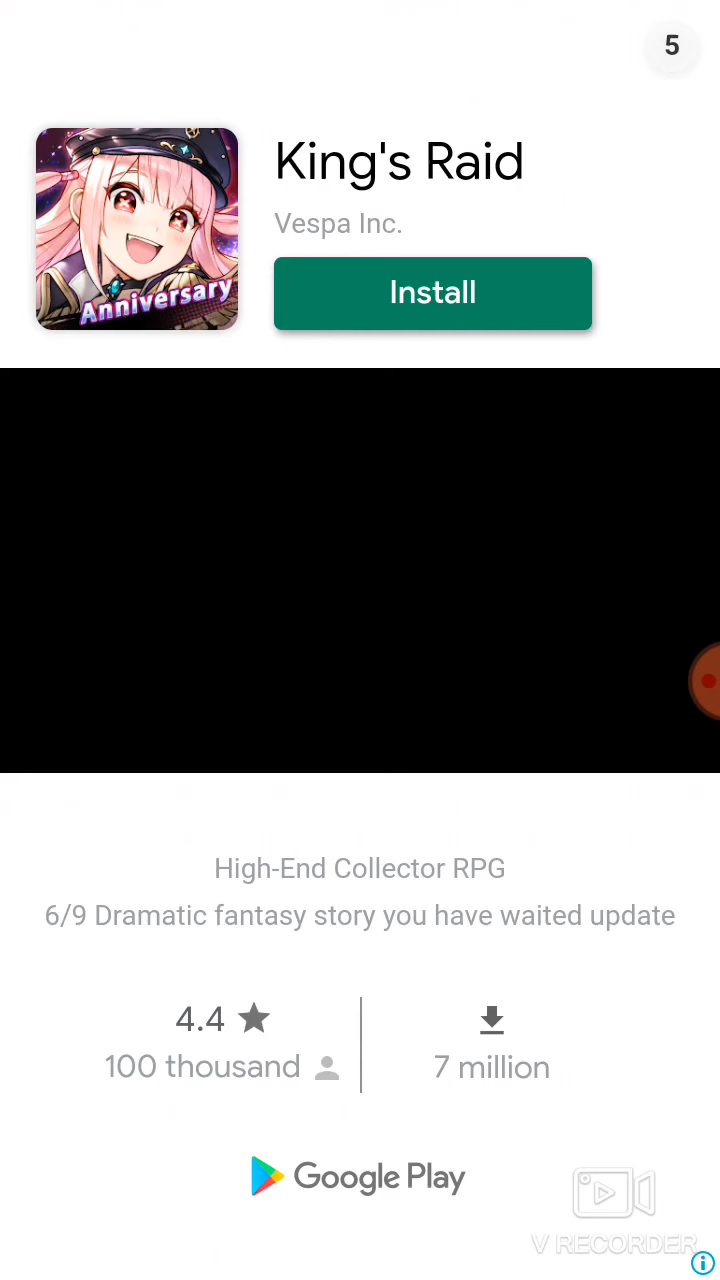 5
King's Raid
Vespa Inc.
Install
Anniversary
High-End Collector RPG
6/9 Dramatic fantasy story you have waited update
4.4
100 thousand
7 million
Google Play
V RECORDER